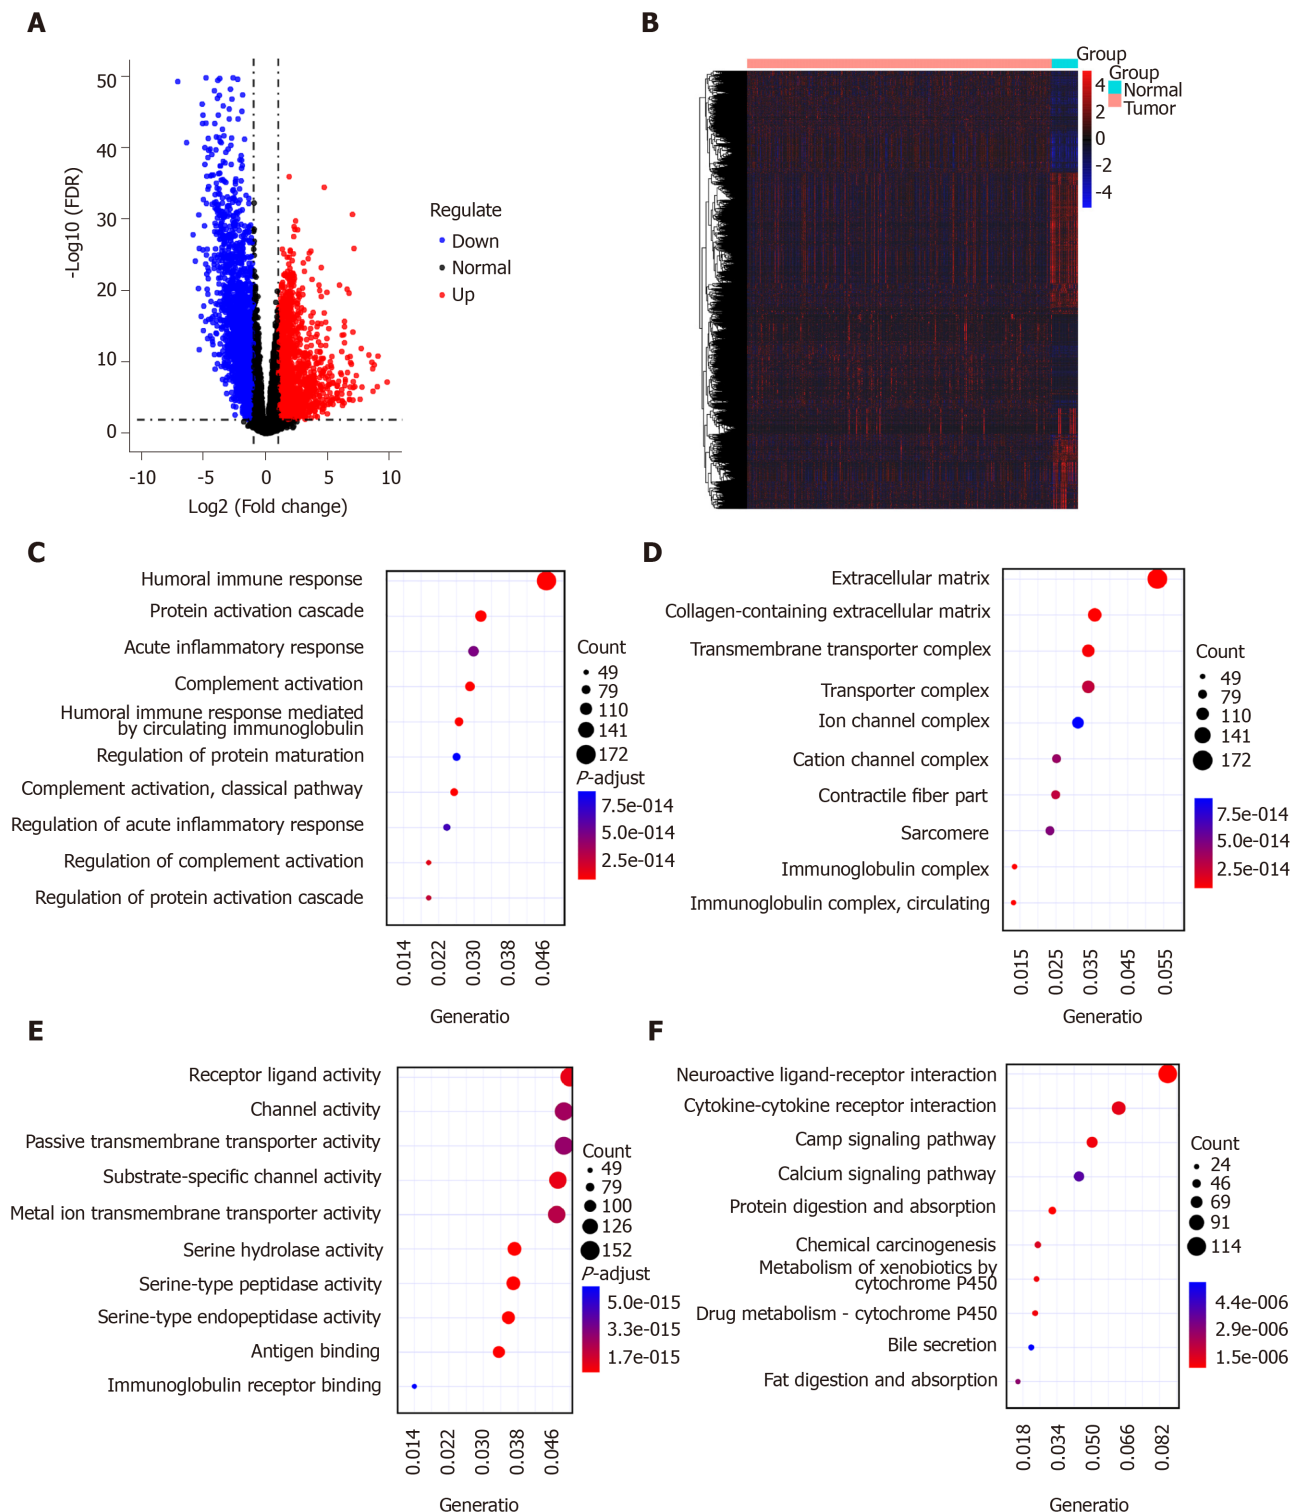 A
50
40
30
20
10
0
-Log10 (FDR)
-10
-5
0
5
10
Log2 (Fold change)
Regulate
Down
Normal
Up
B
Group
4
2
0
-2
-4
Group
Normal
Tumor
C
Humoral immune response
Protein activation cascade
Acute inflammatory response
Complement activation
Humoral immune response mediated
by circulating immunoglobulin
Regulation of protein maturation
Complement activation, classical pathway
Regulation of acute inflammatory response
Regulation of complement activation
Regulation of protein activation cascade
0.014
0.022
0.030
0.038
0.046
Generatio
Count
49
79
110
141
172
P-adjust
7.5e-014
5.0e-014
2.5e-014
D
Extracellular matrix
Collagen-containing extracellular matrix
Transmembrane transporter complex
Transporter complex
Ion channel complex
Cation channel complex
Contractile fiber part
Sarcomere
Immunoglobulin complex
Immunoglobulin complex, circulating
0.015
0.025
0.035
0.045
0.055
Generatio
Count
49
79
110
141
172
7.5e-014
5.0e-014
2.5e-014
E
Receptor ligand activity
Channel activity
Passive transmembrane transporter activity
Substrate-specific channel activity
Metal ion transmembrane transporter activity
Serine hydrolase activity
Serine-type peptidase activity
Serine-type endopeptidase activity
Antigen binding
Immunoglobulin receptor binding
0.014
0.022
0.030
0.038
0.046
Generatio
Count
49
79
100
126
152
P-adjust
5.0e-015
3.3e-015
1.7e-015
F
Neuroactive ligand-receptor interaction
Cytokine-cytokine receptor interaction
Camp signaling pathway
Calcium signaling pathway
Protein digestion and absorption
Chemical carcinogenesis
Metabolism of xenobiotics by
cytochrome P450
Drug metabolism - cytochrome P450
Bile secretion
Fat digestion and absorption
0.018
0.034
0.050
0.066
0.082
Generatio
Count
24
46
69
91
114
4.4e-006
2.9e-006
1.5e-006